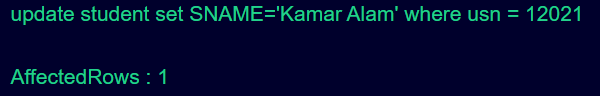 update student set SNAME='Kamar Alam' where usn = 12021
AffectedRows : 1